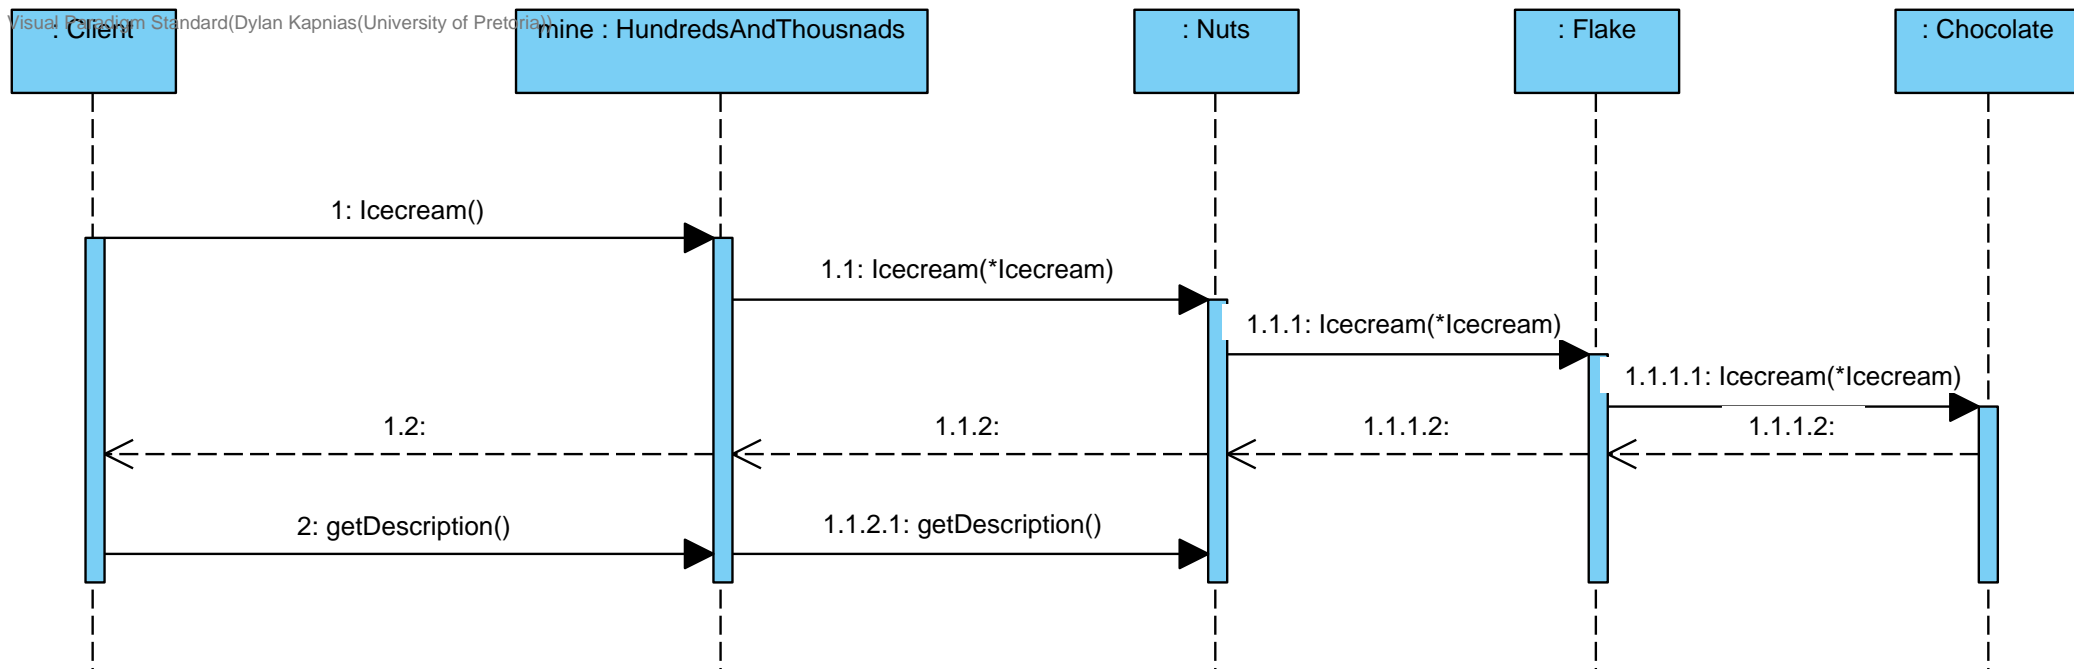 Visual Paradigm Standard(Dylan Kapnias(University of Pretoria))
: Client
mine : HundredsAndThousnads
: Nuts
: Flake
: Chocolate
1: Icecream()
1.1: Icecream(*Icecream)
1.1.1: Icecream(*Icecream)
1.1.1.1: Icecream(*Icecream)
1.2:
1.1.2:
1.1.1.2:
1.1.1.2:
2: getDescription()
1.1.2.1: getDescription()